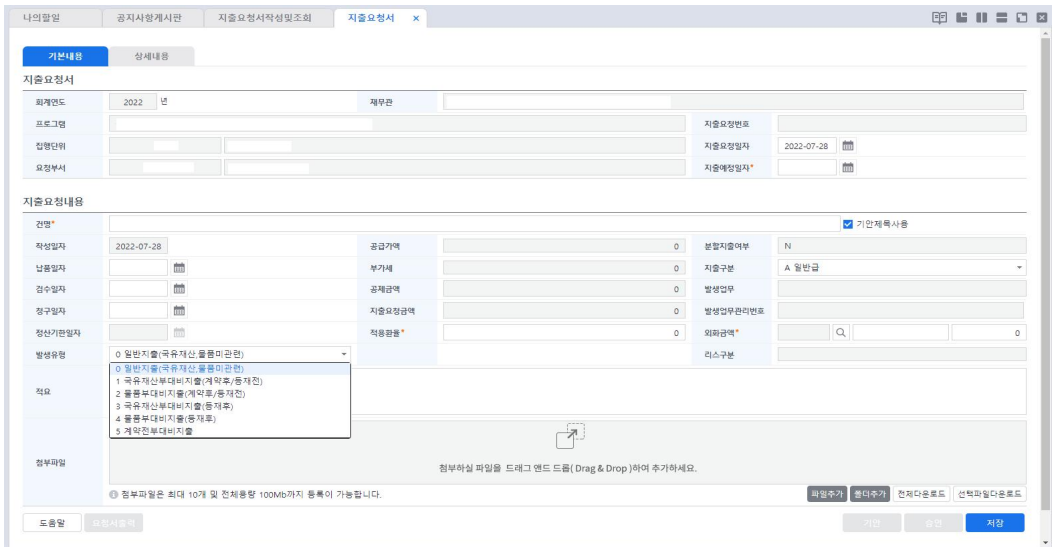 나의할일 공지사항게시판 지출요청서작성및조회 지출요청서 ×
기본내용 상세내용
지출요청서
회계연도 2022 년 재무관
프로그램 지출요청번호
집행단위 지출요청일자 2022-07-28
요청부서 지출예정일자*
지출요청내용
건명* 기안제목사용
작성일자 2022-07-28 공급가액 0 분할지출여부 N
납품일자 부가세 0 지출구분 A 일반급
검수일자 공제금액 0 발생업무
청구일자 지출요청금액 0 발생업무관리번호
정산기한일자 적용환율* 0 외화금액* 0
발생유형 0 일반지출(국유재산,물품미관련) 리스구분
0 일반지출(국유재산,물품미관련)
1 국유재산부대비지출(계약후/등재전)
2 물품부대비지출(계약후/등재전)
3 국유재산부대비지출(등재후)
4 물품부대비지출(등재후)
5 계약전부대비지출
적요
첨부파일
첨부하실 파일을 드래그 앤드 드롭( Drag & Drop )하여 추가하세요.
첨부파일은 최대 10개 및 전체용량 100Mb까지 등록이 가능합니다. 파일추가 폴더추가 전체다운로드 선택파일다운로드
도움말 요청서출력 기안 승인 저장